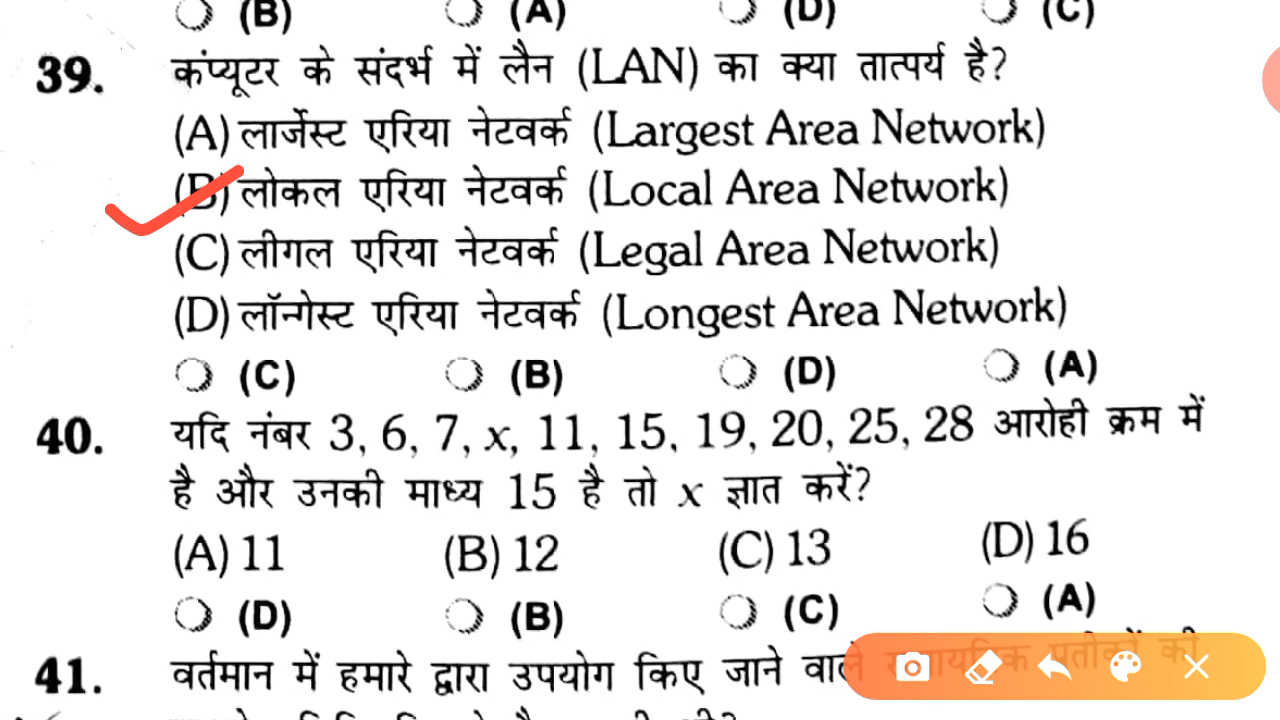 (B) (A) (D) (C)
39. कंप्यूटर के संदर्भ में लैन (LAN) का क्या तात्पर्य है?
(A) लार्जेस्ट एरिया नेटवर्क (Largest Area Network)
(B) लोकल एरिया नेटवर्क (Local Area Network)
(C) लीगल एरिया नेटवर्क (Legal Area Network)
(D) लॉन्गेस्ट एरिया नेटवर्क (Longest Area Network)
(C) (B) (D) (A)
40. यदि नंबर 3, 6, 7, x, 11, 15, 19, 20, 25, 28 आरोही क्रम में
है और उनकी माध्य 15 है तो x ज्ञात करें?
(A) 11 (B) 12 (C) 13 (D) 16
(D) (B) (C) (A)
41. वर्तमान में हमारे द्वारा उपयोग किए जाने वाले प्रतीकों की